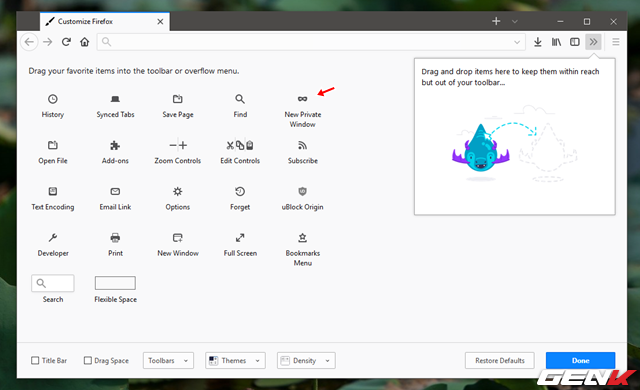 Customize Firefox
Drag your favorite items into the toolbar or overflow menu.
Drag and drop items here to keep them within reach
but out of your toolbar...
History
Synced Tabs
Save Page
Find
New Private
Window
Open File
Add-ons
Zoom Controls
Edit Controls
Subscribe
Text Encoding
Email Link
Options
Forget
uBlock Origin
Developer
Print
New Window
Full Screen
Bookmarks
Menu
Search
Flexible Space
Title Bar
Drag Space
Toolbars
Themes
Density
Restore Defaults
Done
GENK